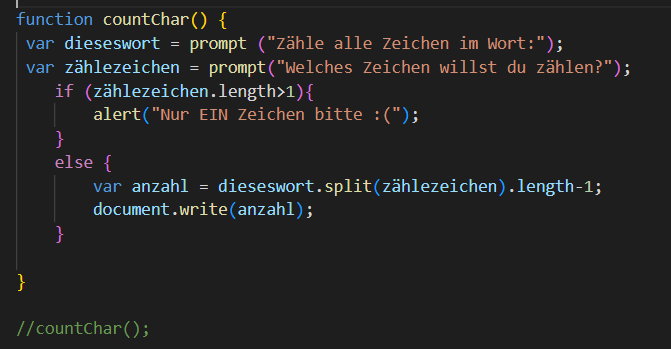 function countChar() {
var dieseswort = prompt ("Zähle alle Zeichen im Wort:");
var zählezeichen = prompt("Welches Zeichen willst du zählen?");
if (zählezeichen.length>1){
alert("Nur EIN Zeichen bitte :(");
}
else {
var anzahl = dieseswort.split(zählezeichen).length-1;
document.write(anzahl);
}
}
//countChar();